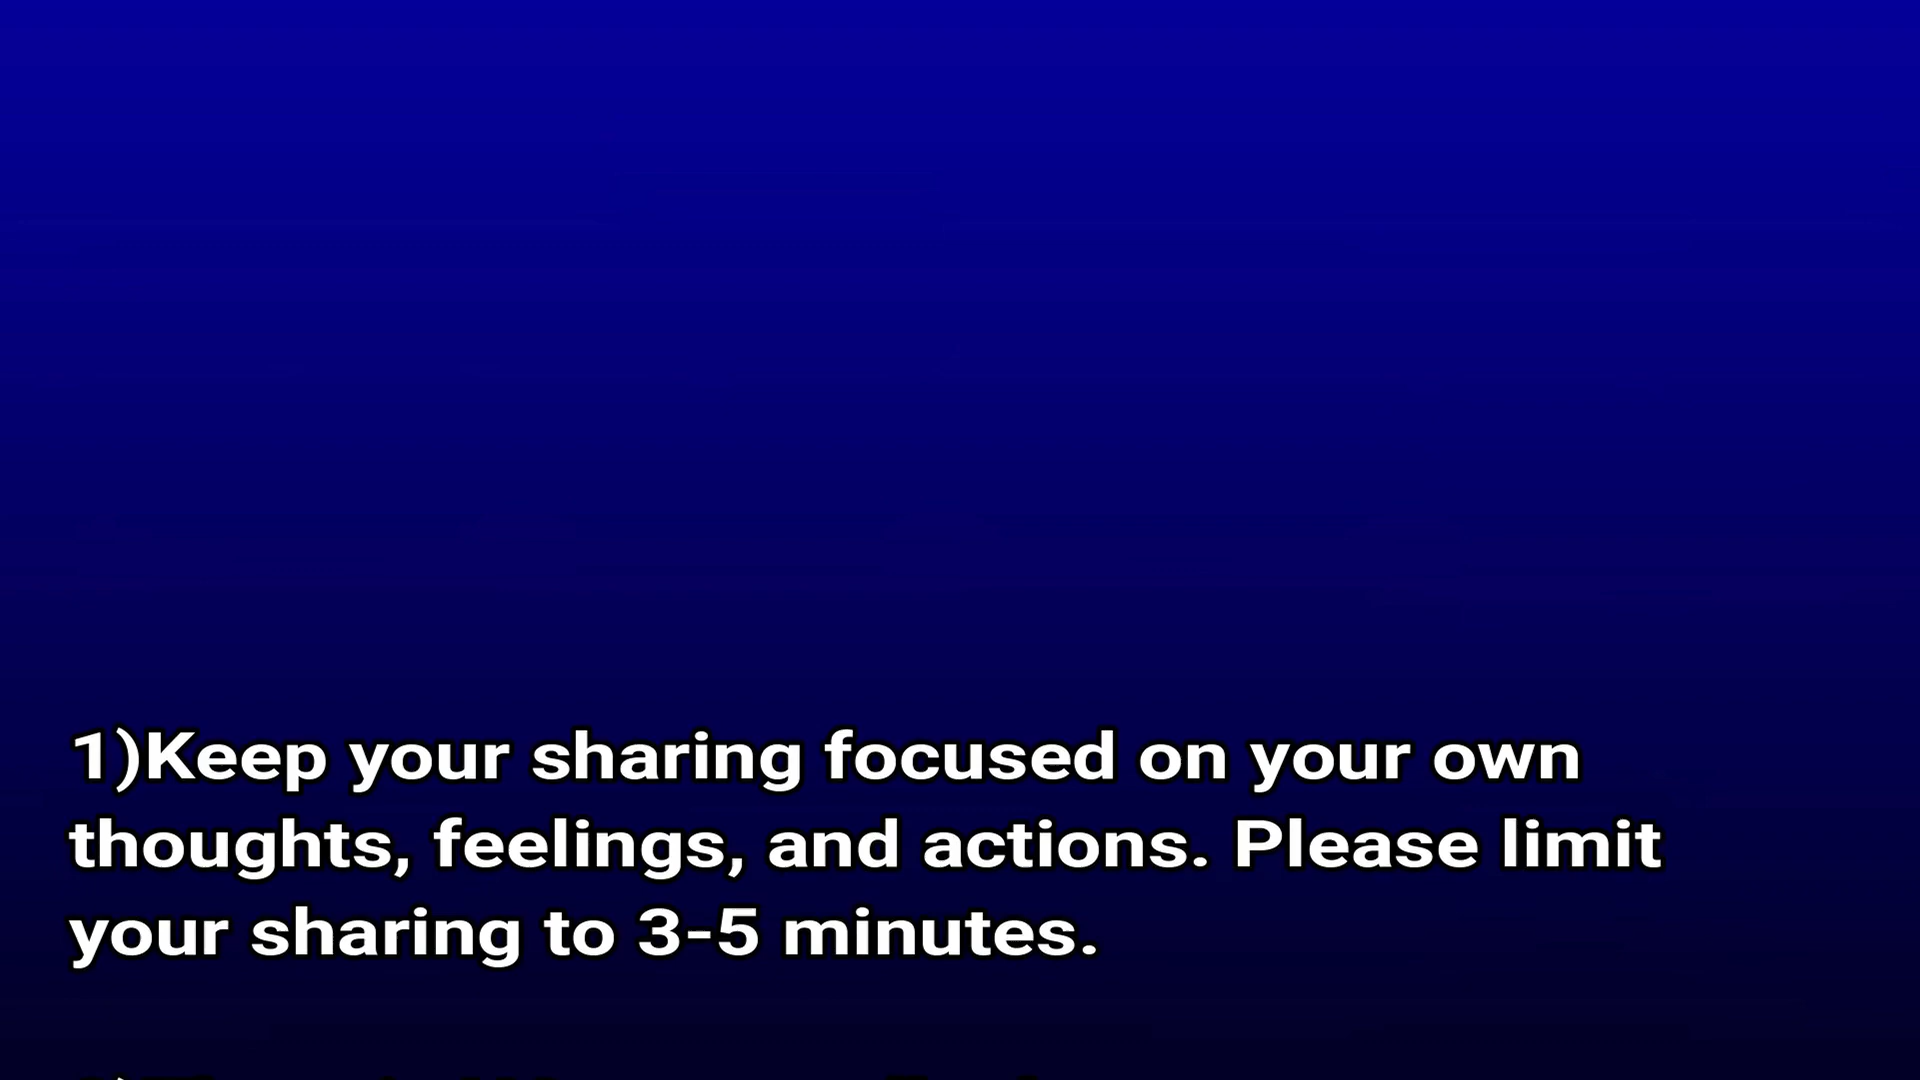 1)Keep your sharing focused on your own
thoughts, feelings, and actions. Please limit
your sharing to 3-5 minutes.